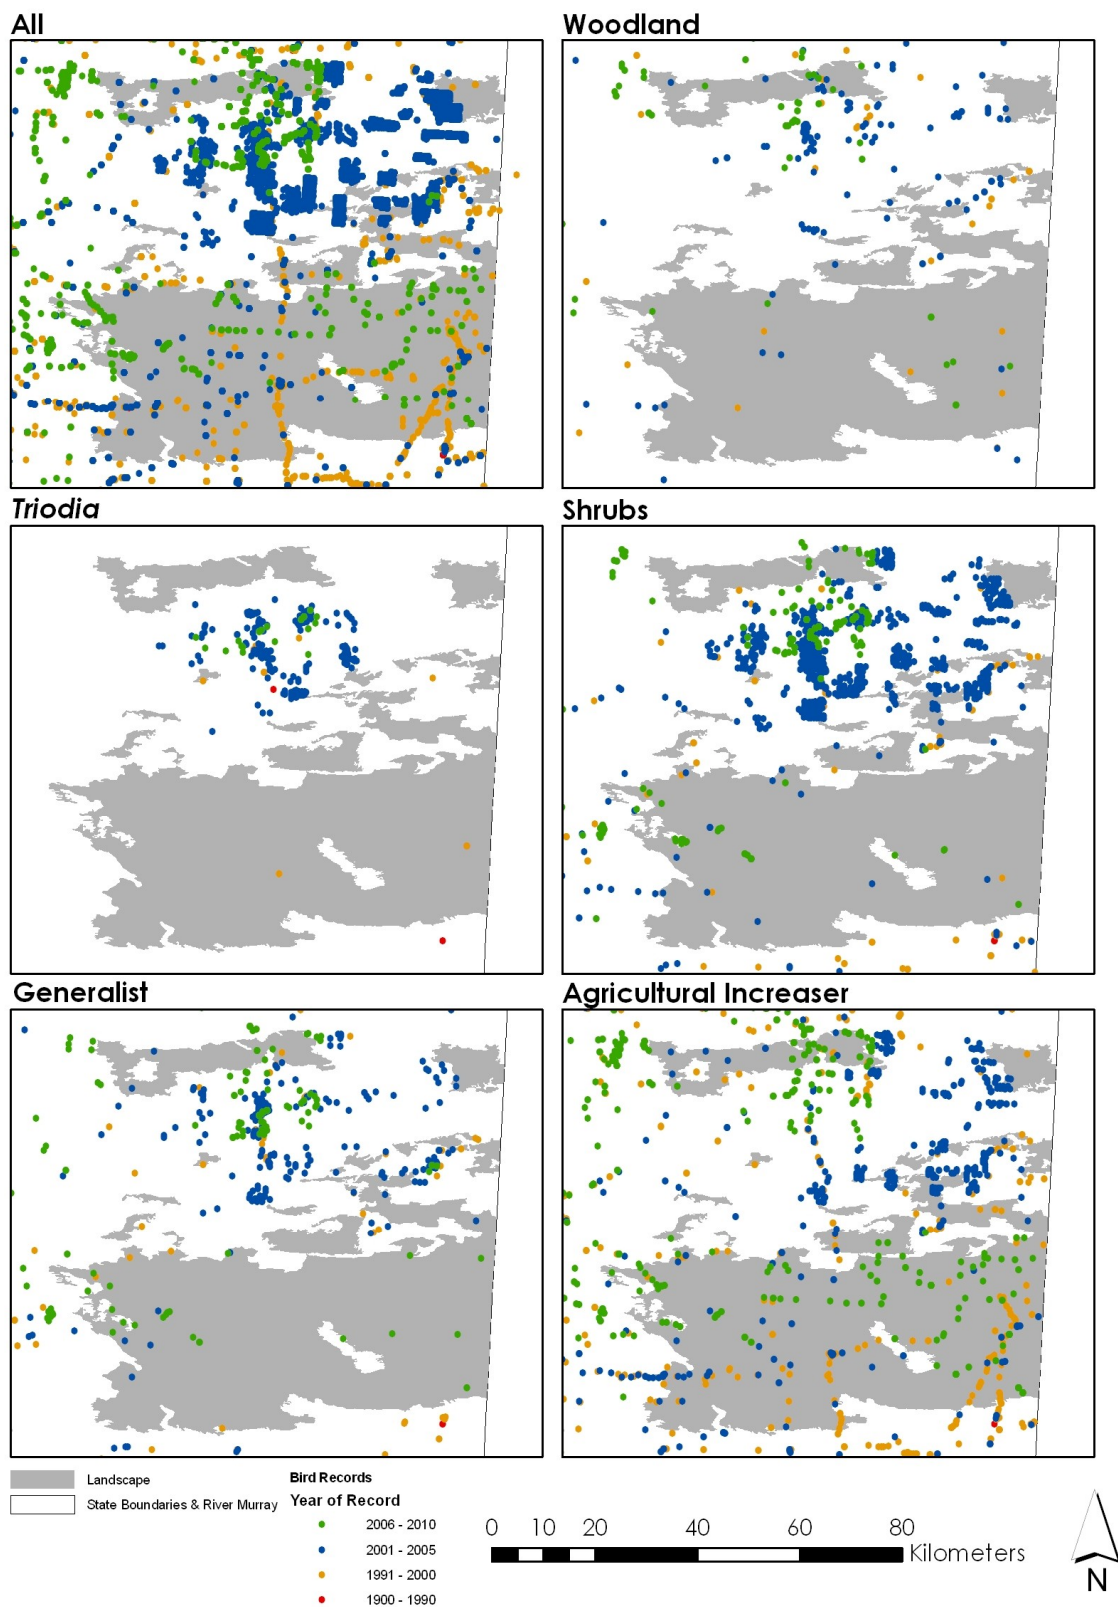 All
Woodland
Triodia
Shrubs
Generalist
Agricultural Increaser
Landscape
State Boundaries & River Murray
Bird Records
Year of Record
2006 - 2010
2001 - 2005
1991 - 2000
1900 - 1990
0 10 20 40 60 80
Kilometers
N